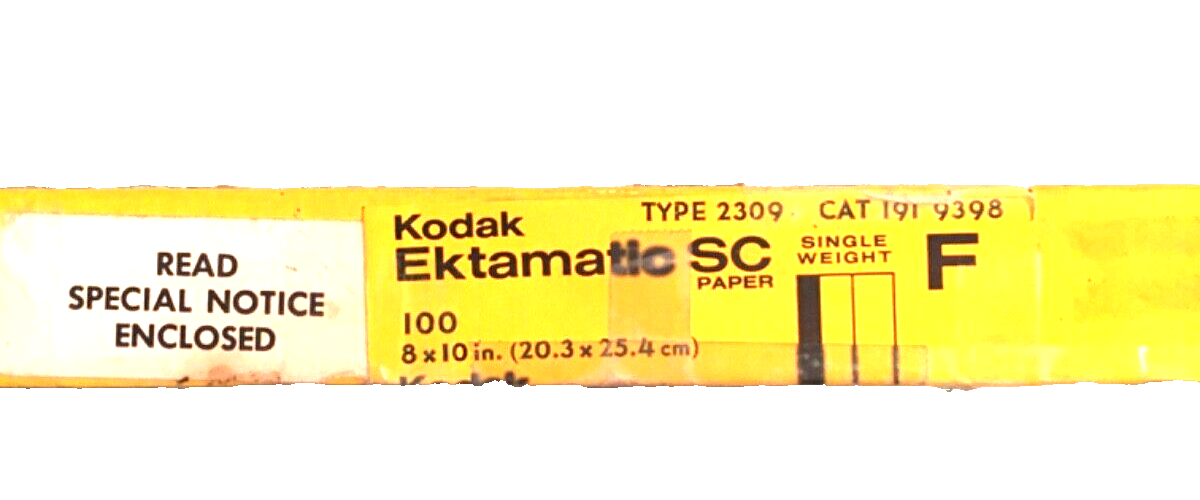 READ
SPECIAL NOTICE
ENCLOSED
TYPE 2309 CAT 191 9398
Kodak
Ektamatic SC
PAPER
SINGLE
WEIGHT
F
100
8 x 10 in. (20.3 x 25.4 cm)
Kodak